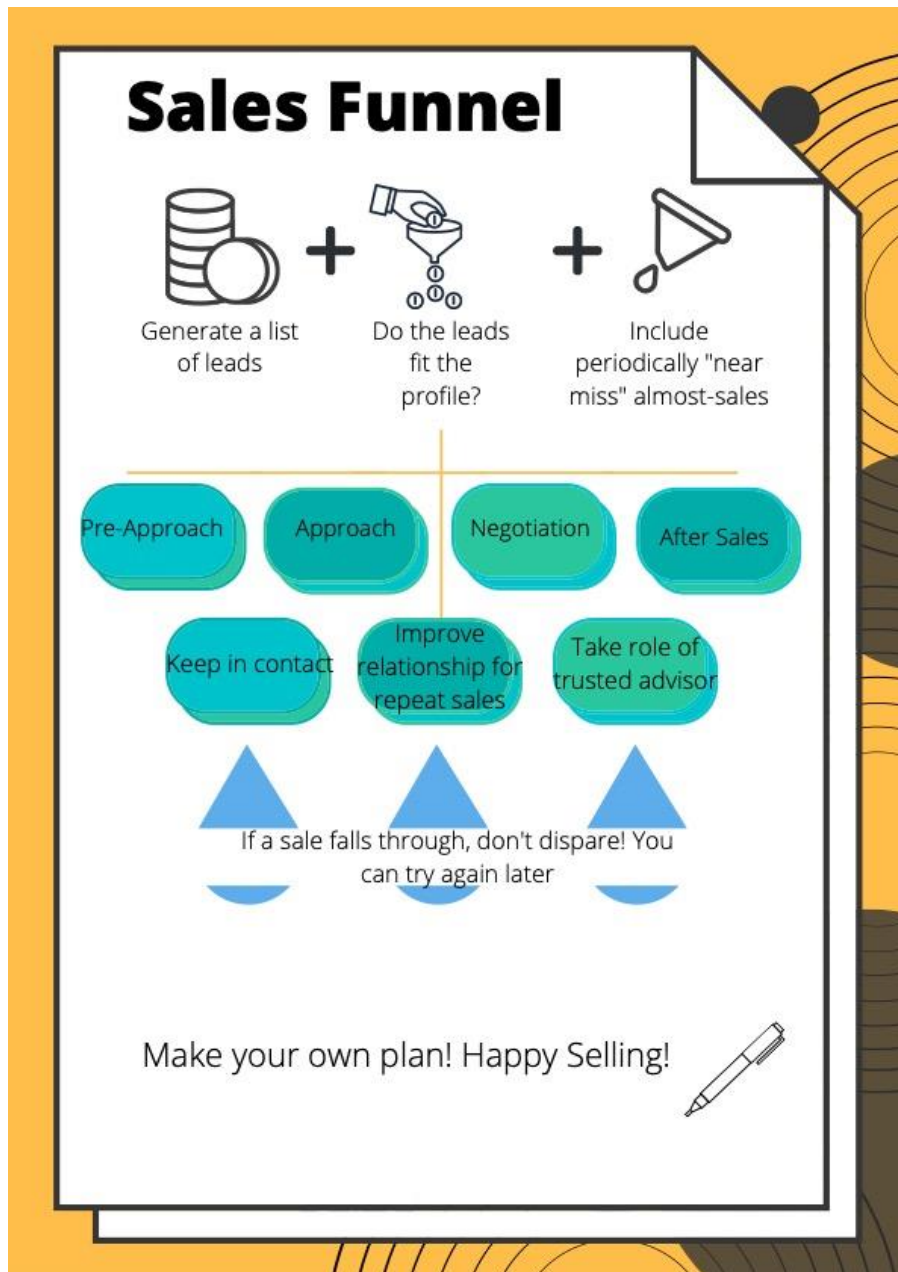 Sales Funnel
Generate a list
of leads
Do the leads
fit the
profile?
Include
periodically "near
miss" almost-sales
Pre-Approach
Approach
Negotiation
After Sales
Keep in contact
Improve
relationship for
repeat sales
Take role of
trusted advisor
If a sale falls through, don't dispare! You
can try again later
Make your own plan! Happy Selling!